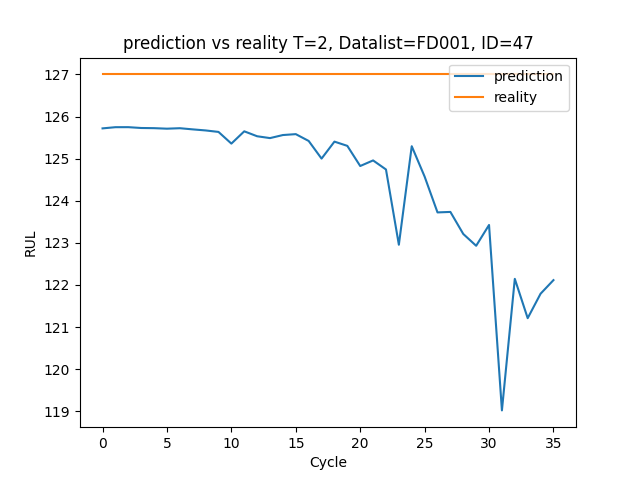 prediction vs reality T=2, Datalist=FD001, ID=47
prediction
reality
RUL
127
126
125
124
123
122
121
120
119
0 5 10 15 20 25 30 35
Cycle